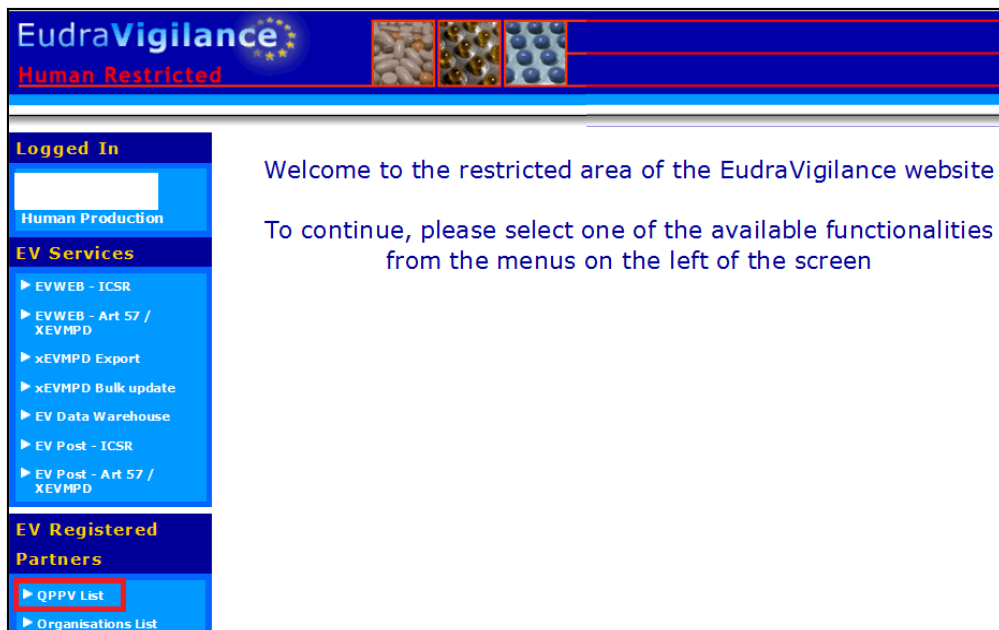 EudraVigilance
Human Restricted
Logged In
Human Production
EV Services
EVWEB - ICSR
EVWEB - Art 57 /
XEVMPD
xEVMPD Export
xEVMPD Bulk update
EV Data Warehouse
EV Post - ICSR
EV Post - Art 57 /
XEVMPD
EV Registered
Partners
QPPV List
Organisations List
Welcome to the restricted area of the EudraVigilance website
To continue, please select one of the available functionalities
from the menus on the left of the screen